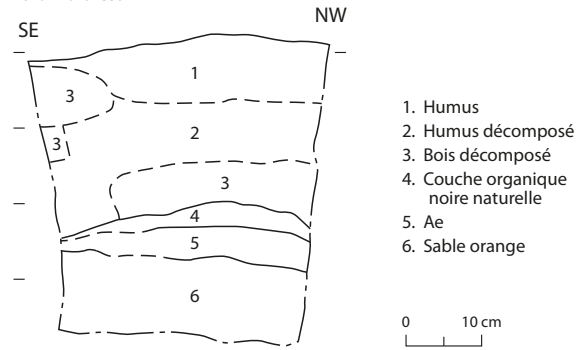 SE
NW
1
3
2
3
3
4
5
6
1. Humus
2. Humus décomposé
3. Bois décomposé
4. Couche organique
noire naturelle
5. Ae
6. Sable orange
0 10 cm